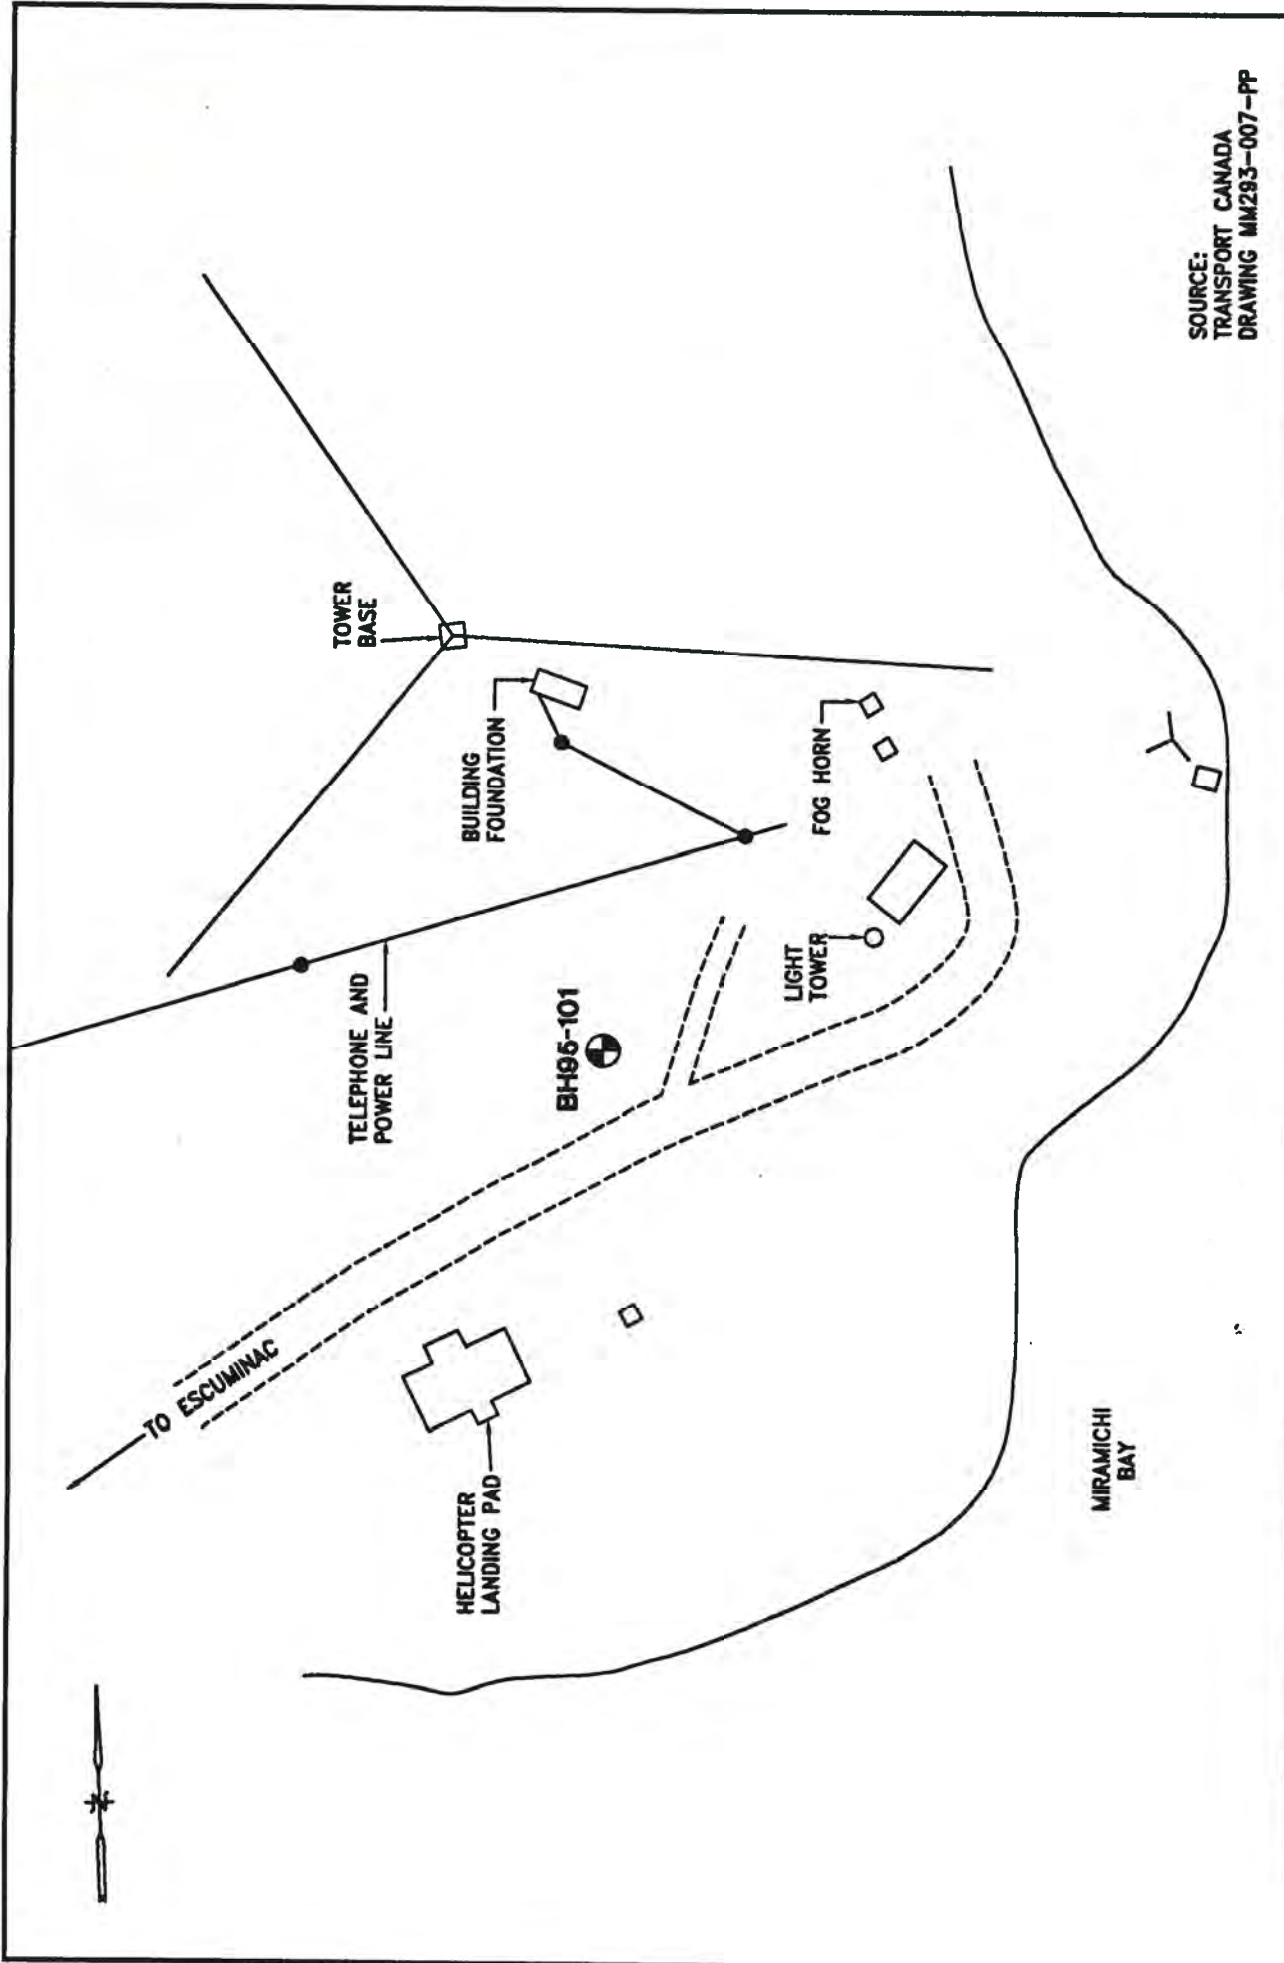 TO ESCUMINAC
HELICOPTER
LANDING PAD
TELEPHONE AND
POWER LINE
BH95-101
TOWER
BASE
BUILDING
FOUNDATION
LIGHT
TOWER
FOG HORN
MIRAMICHI
BAY
SOURCE:
TRANSPORT CANADA
DRAWING MM293-007-PP